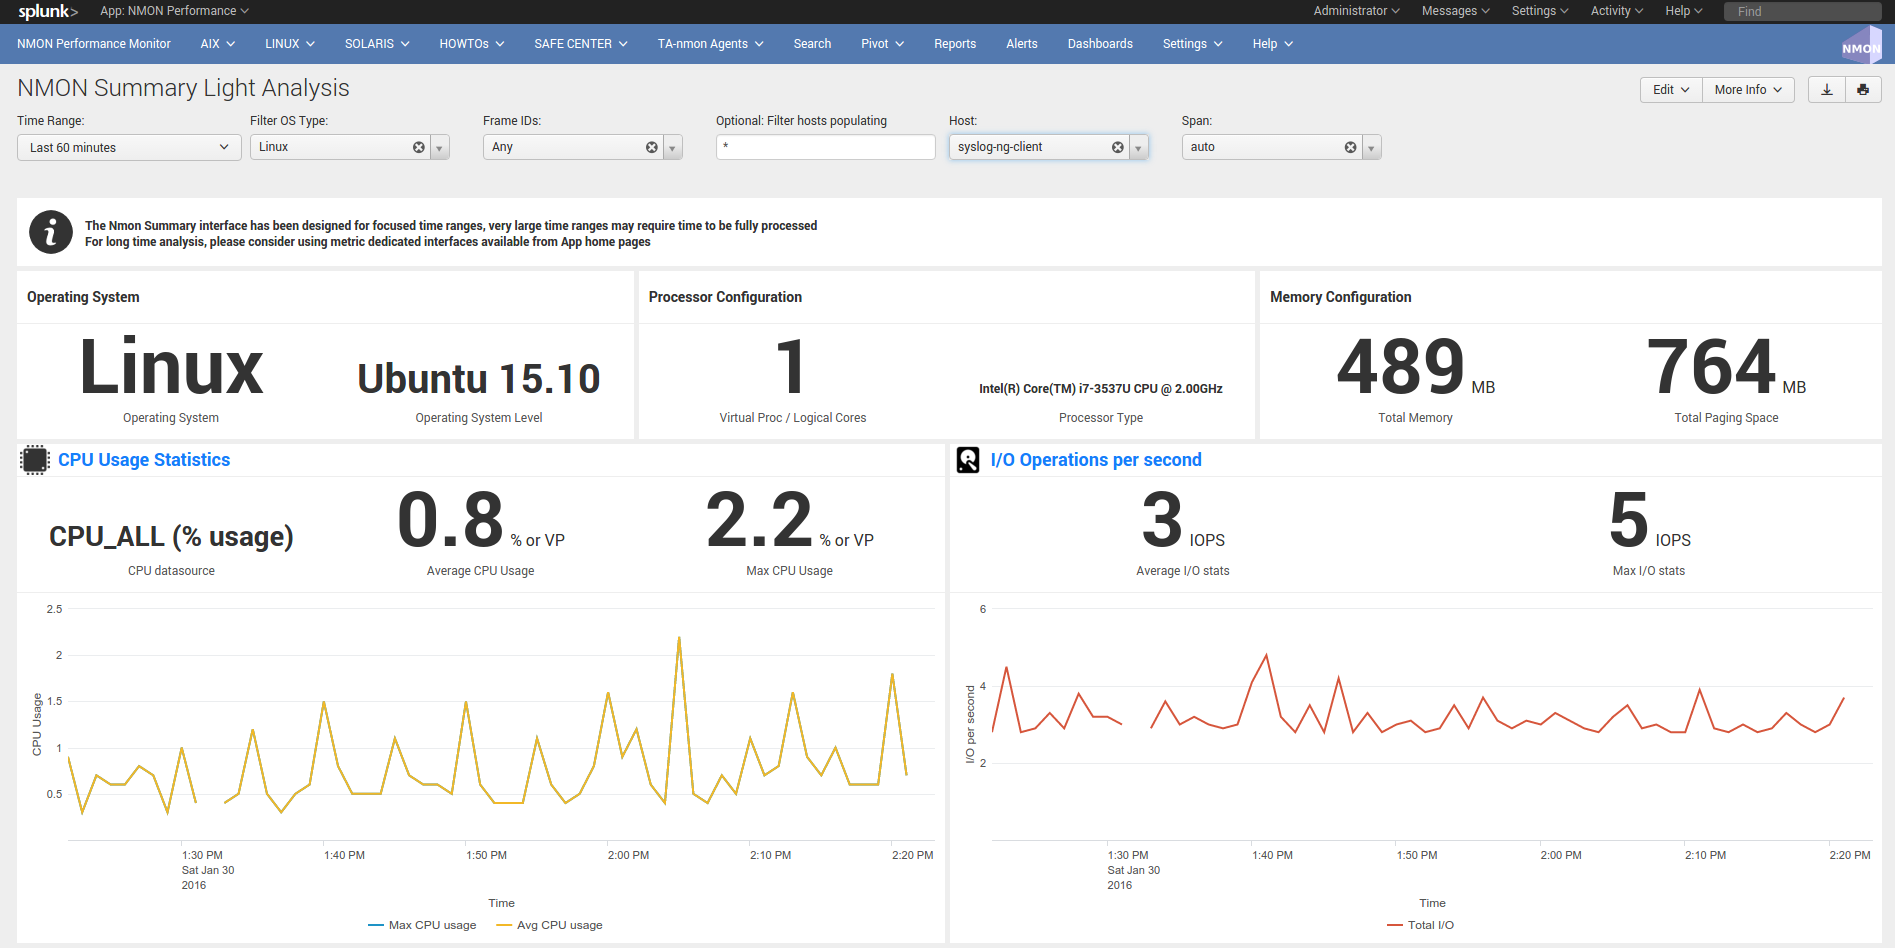 splunk> App: NMON Performance Administrator Messages Settings Activity Help Find
NMON Performance Monitor AIX LINUX SOLARIS HOWTOs SAFE CENTER TA-nmon Agents Search Pivot Reports Alerts Dashboards Settings Help NMON
NMON Summary Light Analysis Edit More Info
Time Range: Filter OS Type: Frame IDs: Optional: Filter hosts populating Host: Span:
Last 60 minutes Linux Any * syslog-ng-client auto
The Nmon Summary interface has been designed for focused time ranges, very large time ranges may require time to be fully processed
For long time analysis, please consider using metric dedicated interfaces available from App home pages
Operating System Processor Configuration Memory Configuration
Linux Ubuntu 15.10 1 Intel(R) Core(TM) i7-3537U CPU @ 2.00GHz 489 MB 764 MB
Operating System Operating System Level Virtual Proc / Logical Cores Processor Type Total Memory Total Paging Space
CPU Usage Statistics
CPU_ALL (% usage) 0.8 % or VP 2.2 % or VP
CPU datasource Average CPU Usage Max CPU Usage
2.5
2
1.5
1
0.5
CPU Usage
1:30 PM 1:40 PM 1:50 PM 2:00 PM 2:10 PM 2:20 PM
Sat Jan 30
2016
Time
Max CPU usage Avg CPU usage
I/O Operations per second
3 IOPS 5 IOPS
Average I/O stats Max I/O stats
6
4
2
I/O per second
1:30 PM 1:40 PM 1:50 PM 2:00 PM 2:10 PM 2:20 PM
Sat Jan 30
2016
Time
Total I/O